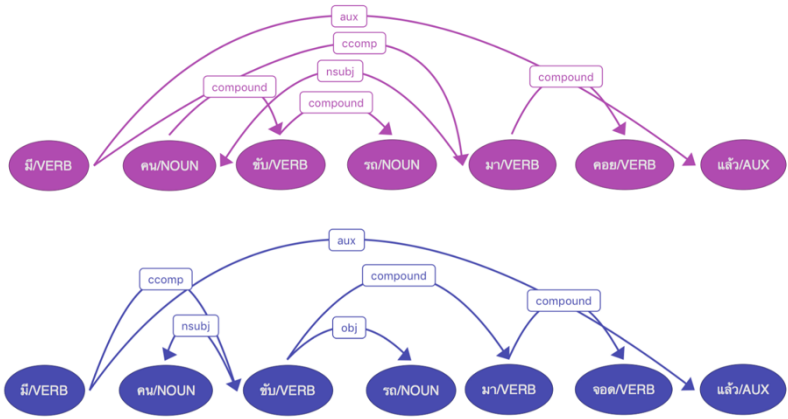 aux
ccomp
nsubj
compound compound
compound
มี/VERB คน/NOUN ขับ/VERB รถ/NOUN มา/VERB คอย/VERB แล้ว/AUX
aux
ccomp compound
compound
nsubj obj
มี/VERB คน/NOUN ขับ/VERB รถ/NOUN มา/VERB จอด/VERB แล้ว/AUX